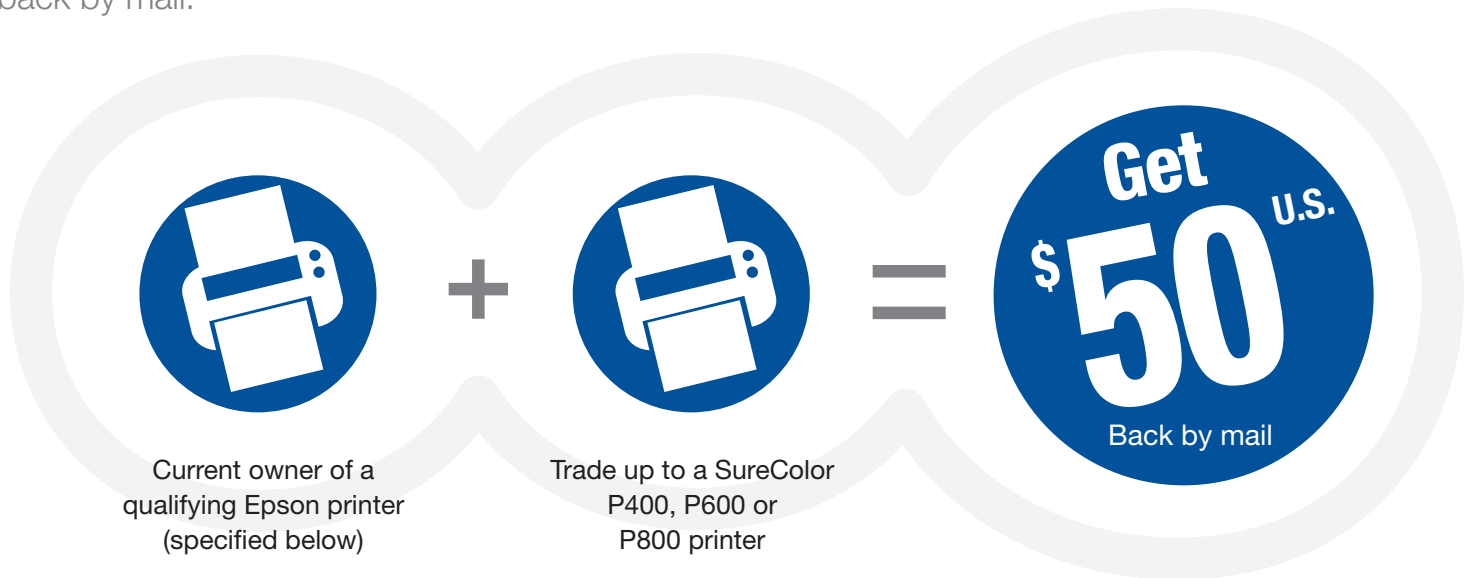 back by mail.
Get
$50 U.S.
Back by mail
Current owner of a
qualifying Epson printer
(specified below)
Trade up to a SureColor
P400, P600 or
P800 printer
+
=